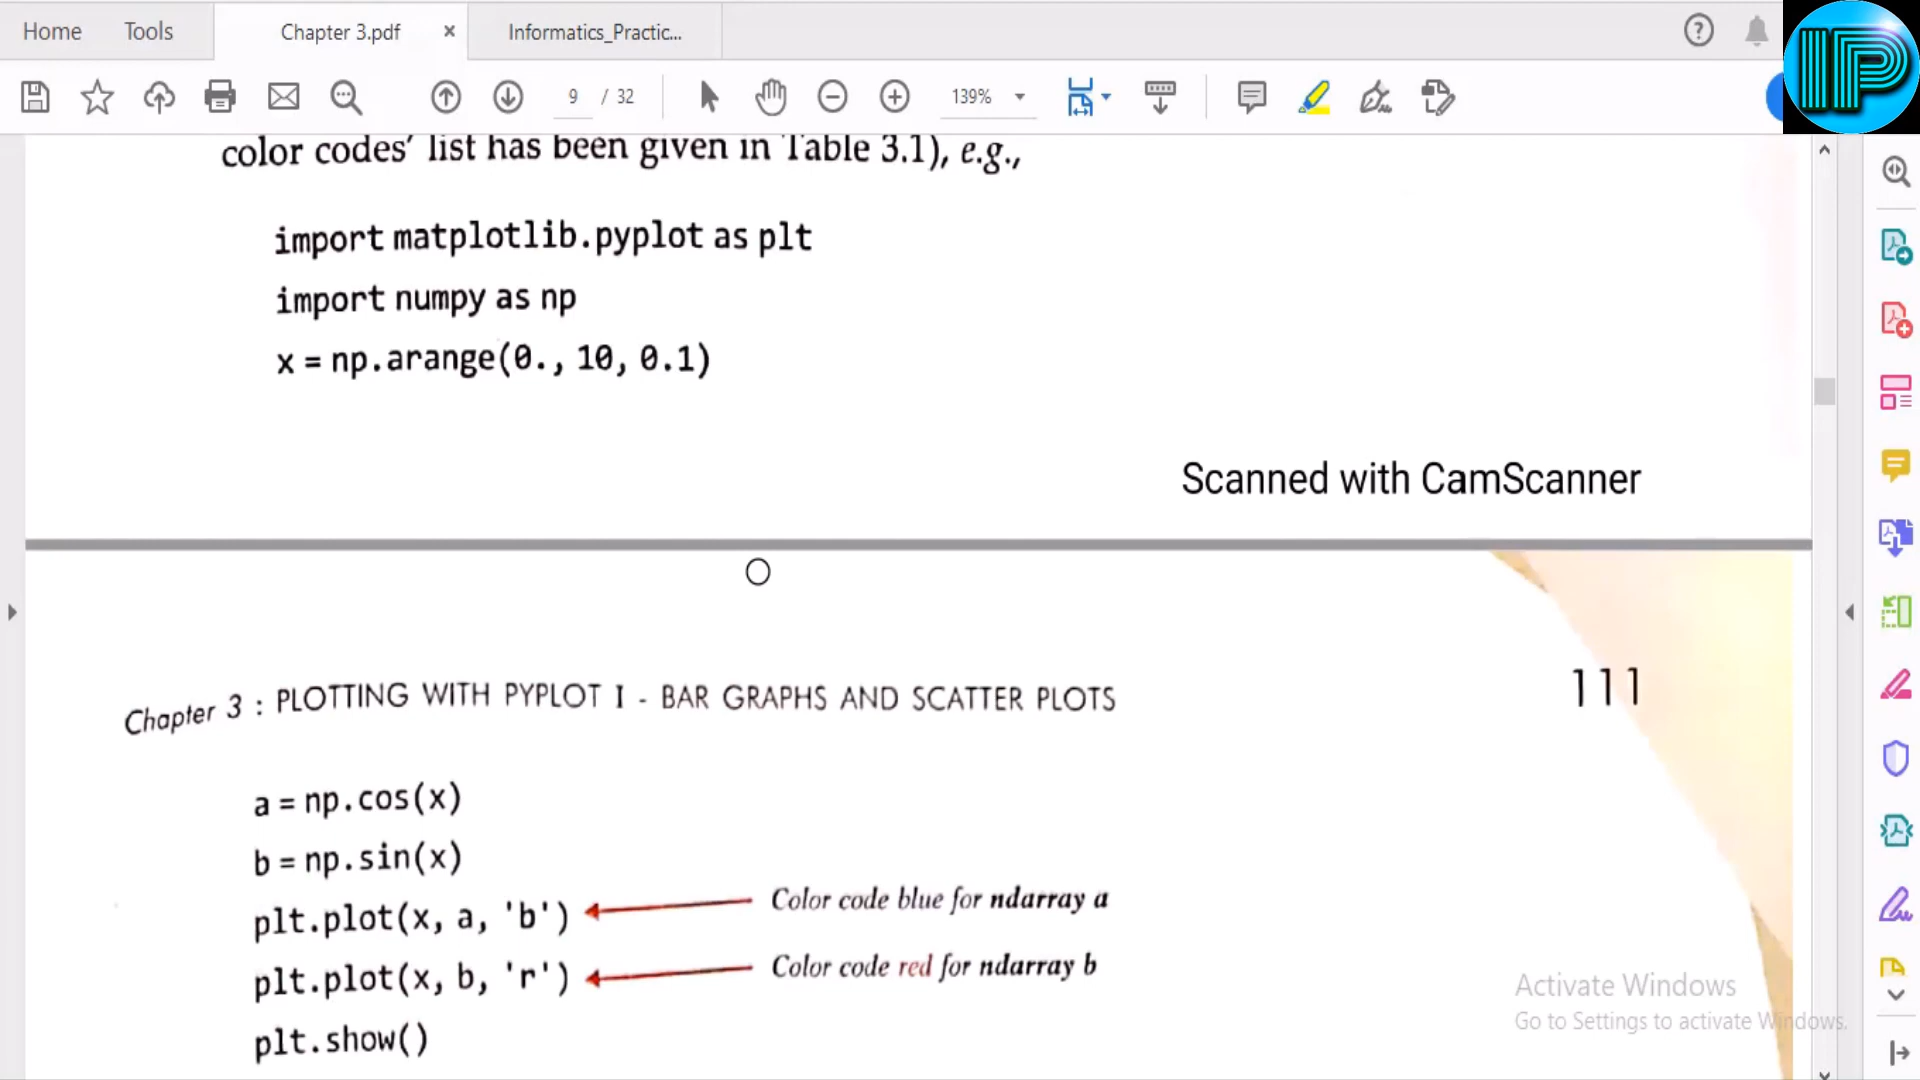 Home
Tools
Chapter 3.pdf
Informatics_Practic...
9 / 32
139%
IP
color codes' list has been given in Table 3.1), e.g.,
import matplotlib.pyplot as plt
import numpy as np
x = np.arange(0., 10, 0.1)
Scanned with CamScanner
Chapter 3 : PLOTTING WITH PYPLOT I - BAR GRAPHS AND SCATTER PLOTS
111
a = np.cos(x)
b = np.sin(x)
plt.plot(x, a, 'b')
Color code blue for ndarray a
plt.plot(x, b, 'r')
Color code red for ndarray b
plt.show()
Activate Windows
Go to Settings to activate Windows.